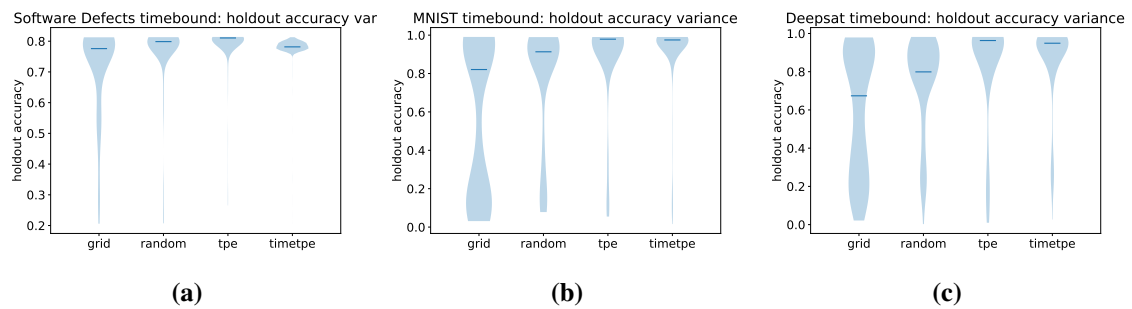 Software Defects timebound: holdout accuracy var
holdout accuracy
0.8
0.7
0.6
0.5
0.4
0.3
0.2
grid random tpe timetpe
(a)
MNIST timebound: holdout accuracy variance
holdout accuracy
1.0
0.8
0.6
0.4
0.2
0.0
grid random tpe timetpe
(b)
Deepsat timebound: holdout accuracy variance
holdout accuracy
1.0
0.8
0.6
0.4
0.2
0.0
grid random tpe timetpe
(c)